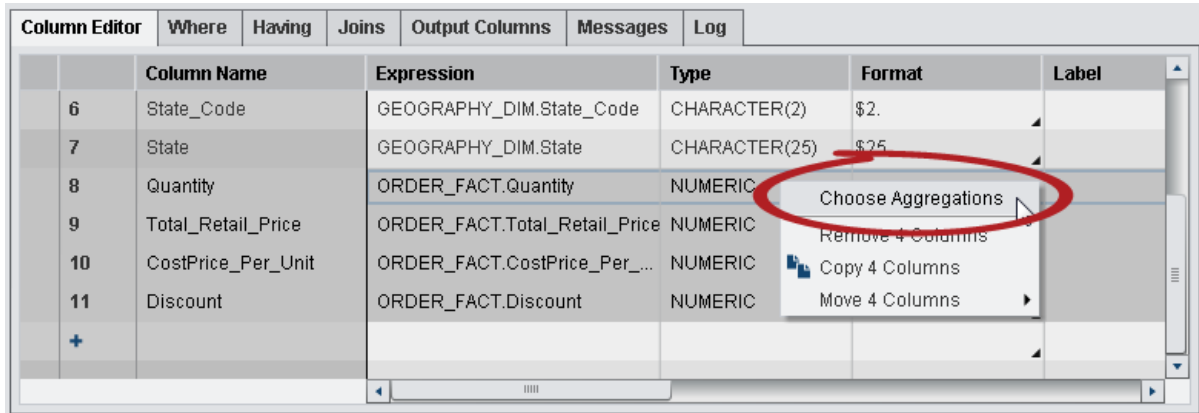 Column Editor Where Having Joins Output Columns Messages Log
Column Name Expression Type Format Label
6 State_Code GEOGRAPHY_DIM.State_Code CHARACTER(2) $2.
7 State GEOGRAPHY_DIM.State CHARACTER(25) $25.
8 Quantity ORDER_FACT.Quantity NUMERIC
Choose Aggregations
9 Total_Retail_Price ORDER_FACT.Total_Retail_Price NUMERIC
Remove 4 Columns
10 CostPrice_Per_Unit ORDER_FACT.CostPrice_Per_... NUMERIC
Copy 4 Columns
11 Discount ORDER_FACT.Discount NUMERIC
Move 4 Columns